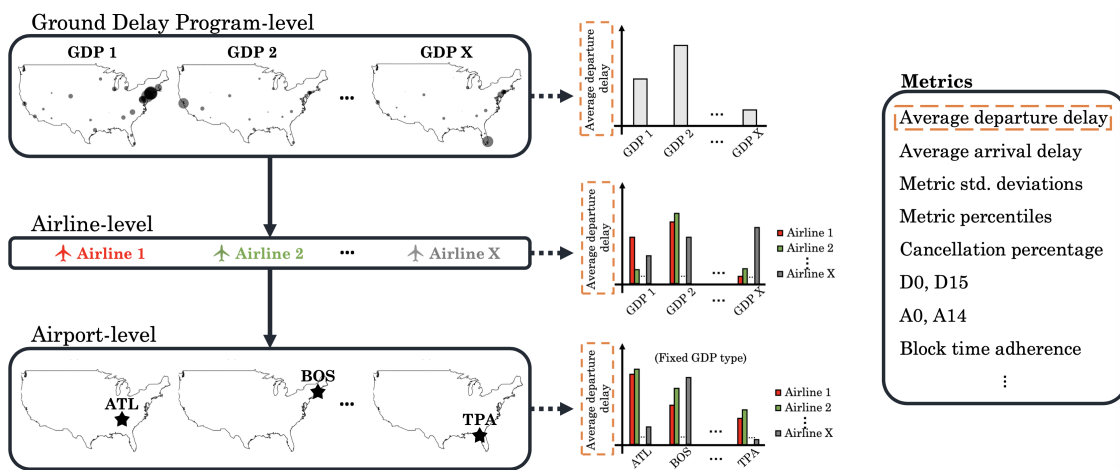 Ground Delay Program-level
GDP 1
GDP 2
GDP X
...
Average departure
delay
GDP 1
GDP 2
...
...
GDP X
Airline-level
Airline 1
Airline 2
...
Airline X
Average departure
delay
Airline 1
Airline 2
Airline X
GDP 1
GDP 2
...
...
GDP X
Airport-level
ATL
BOS
...
TPA
Average departure
delay
(Fixed GDP type)
Airline 1
Airline 2
Airline X
ATL
BOS
...
...
TPA
Metrics
Average departure delay
Average arrival delay
Metric std. deviations
Metric percentiles
Cancellation percentage
D0, D15
A0, A14
Block time adherence
⋮